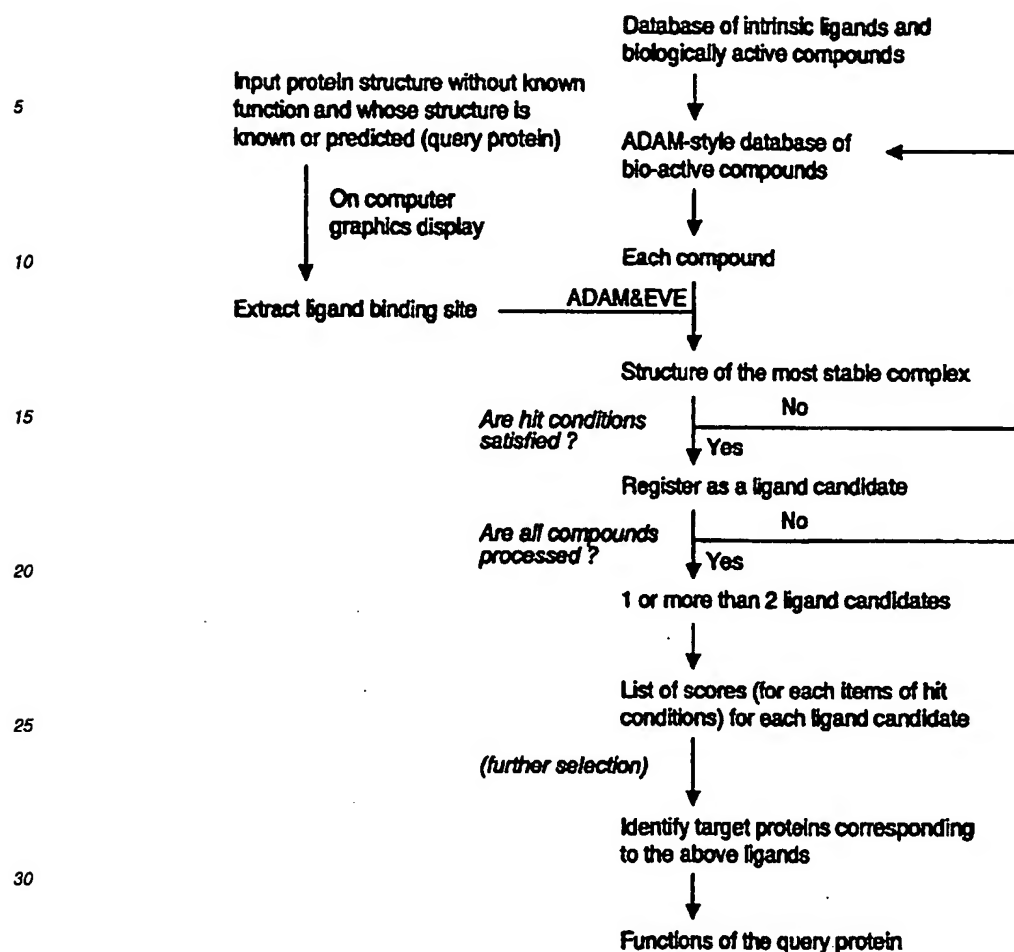 Database of intrinsic ligands and
biologically active compounds
Input protein structure without known
function and whose structure is
known or predicted (query protein)
5
ADAM-style database of
bio-active compounds
On computer
graphics display
10
Each compound
ADAM&EVE
Extract ligand binding site
Structure of the most stable complex
15
No
Are hit conditions
satisfied ?
Yes
Register as a ligand candidate
No
Are all compounds
processed ?
Yes
20
1 or more than 2 ligand candidates
List of scores (for each items of hit
conditions) for each ligand candidate
25
(further selection)
Identify target proteins corresponding
to the above ligands
30
Functions of the query protein